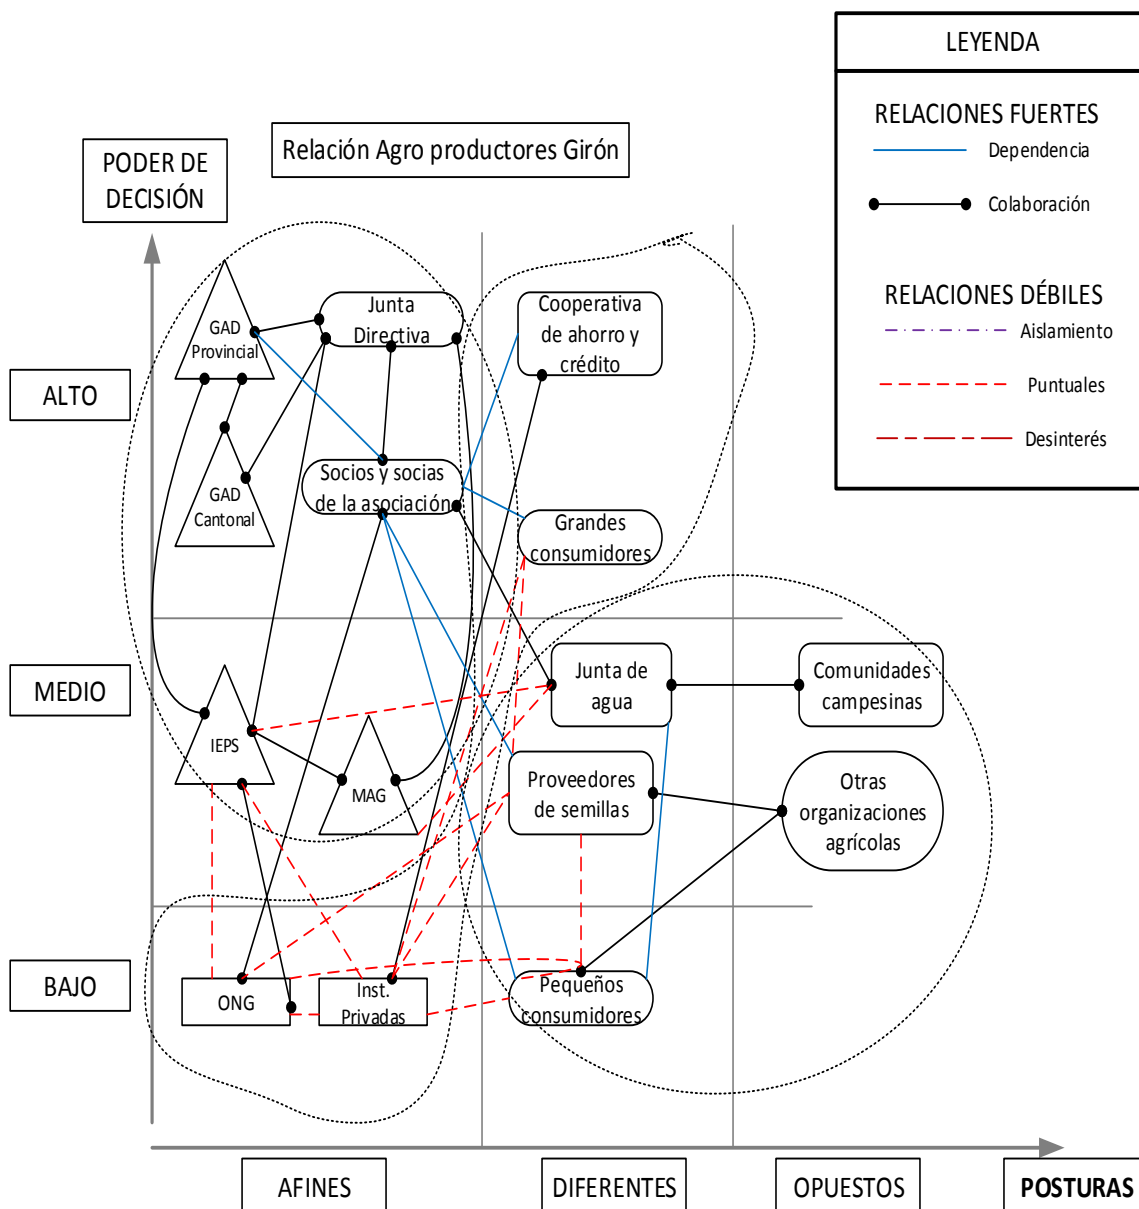 LEYENDA
RELACIONES FUERTES
Dependencia
Colaboración
RELACIONES DÉBILES
Aislamiento
Puntuales
Desinterés
PODER DE
DECISIÓN
Relación Agro productores Girón
GAD
Provincial
Junta
Directiva
Cooperativa
de ahorro y
crédito
ALTO
GAD
Cantonal
Socios y socias
de la asociación
Grandes
consumidores
MEDIO
IEPS
MAG
Junta de
agua
Comunidades
campesinas
Proveedores
de semillas
Otras
organizaciones
agrícolas
BAJO
ONG
Inst.
Privadas
Pequeños
consumidores
AFINES
DIFERENTES
OPUESTOS
POSTURAS